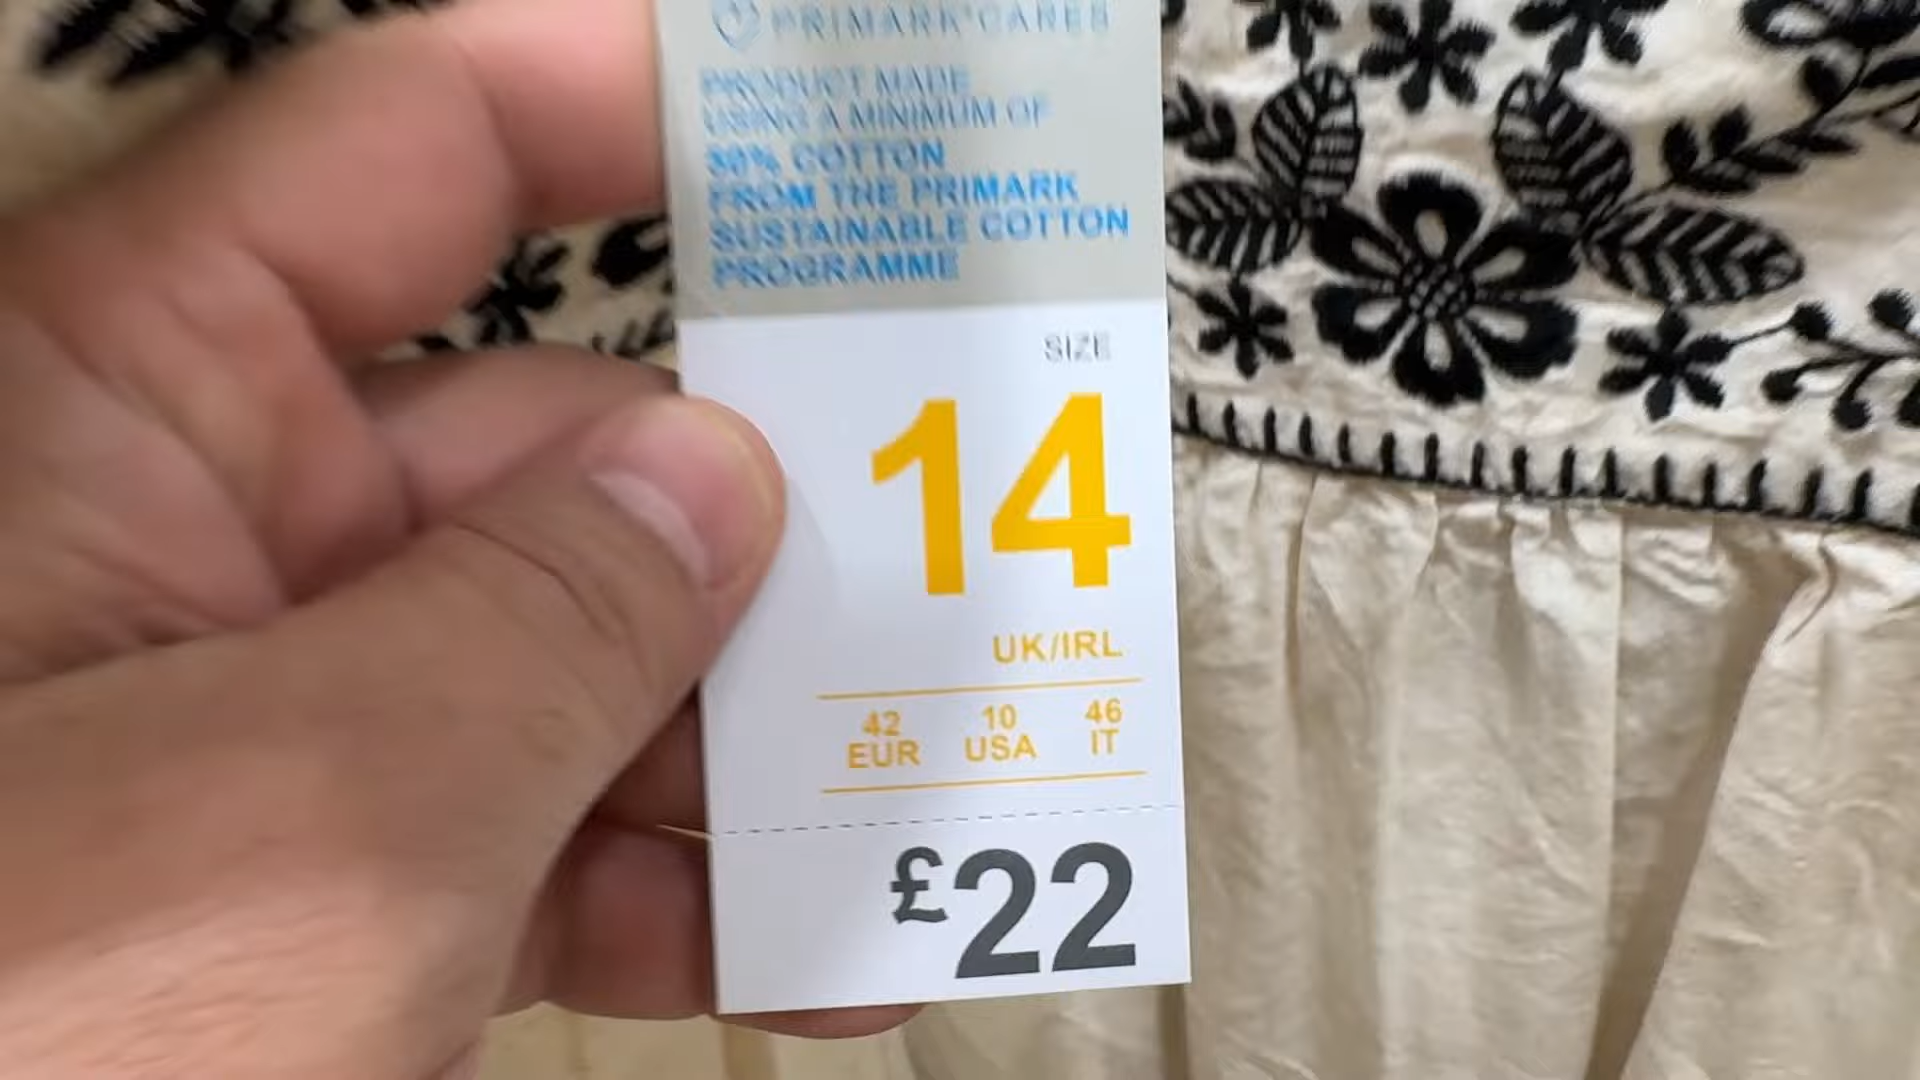 PRIMARK CARES
PRODUCT MADE
USING A MINIMUM OF
COTTON
FROM THE PRIMARK
SUSTAINABLE COTTON
PROGRAMME
SIZE
14
UK/IRL
42 10 46
EUR USA IT
£22